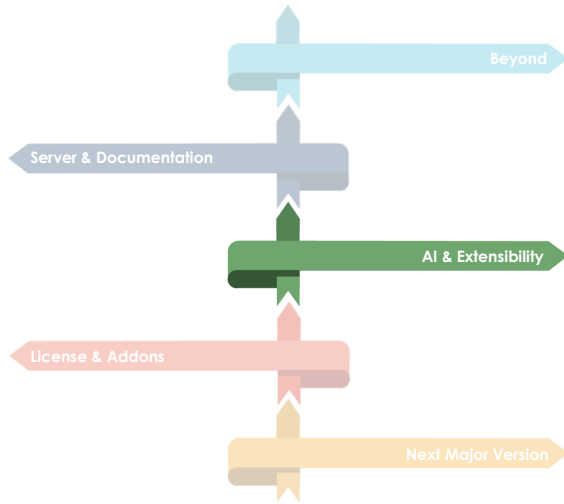 Beyond
Server & Documentation
AI & Extensibility
License & Addons
Next Major Version